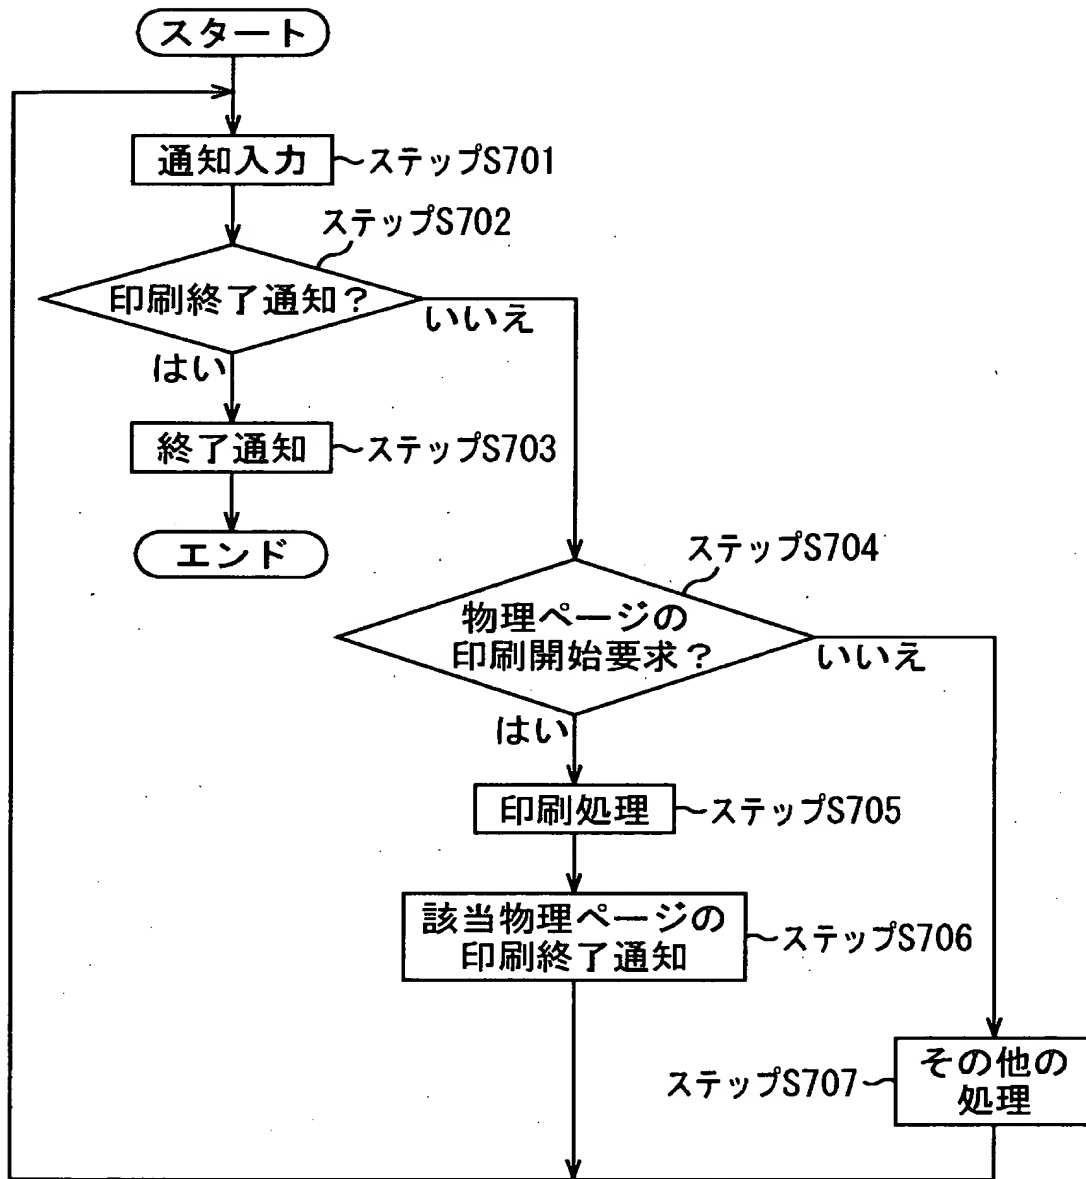 スタート
通知入力
ステップS701
ステップS702
印刷終了通知?
いいえ
はい
終了通知
ステップS703
エンド
ステップS704
物理ページの
印刷開始要求?
いいえ
はい
印刷処理
ステップS705
該当物理ページの
印刷終了通知
ステップS706
その他の
処理
ステップS707